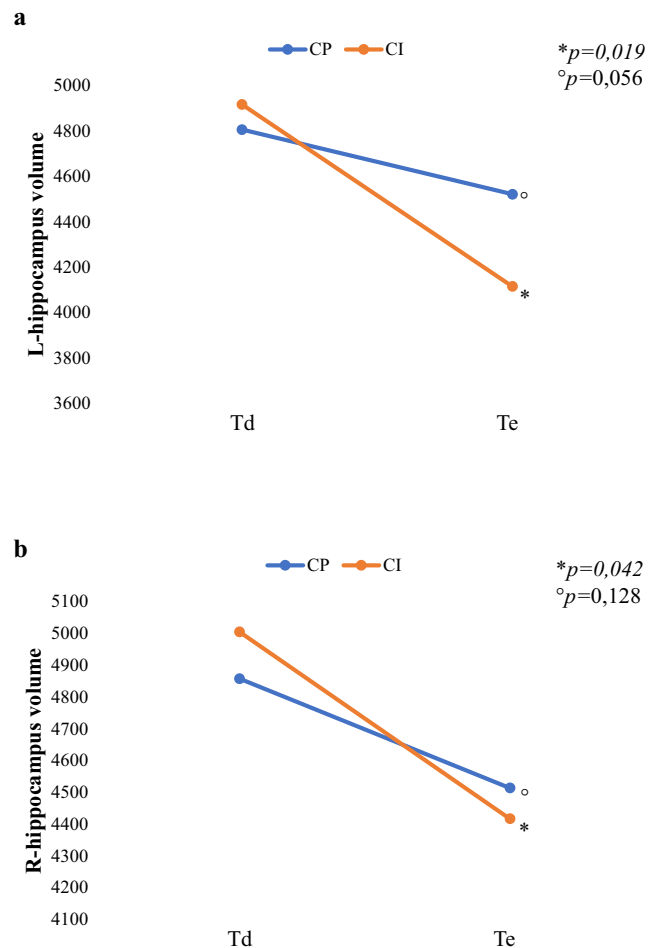 a
CP CI
*p=0,019
°p=0,056
L-hippocampus volume
5000
4800
4600
4400
4200
4000
3800
3600
°
*
Td Te
b
CP CI
*p=0,042
°p=0,128
R-hippocampus volume
5100
5000
4900
4800
4700
4600
4500
4400
4300
4200
4100
°
*
Td Te